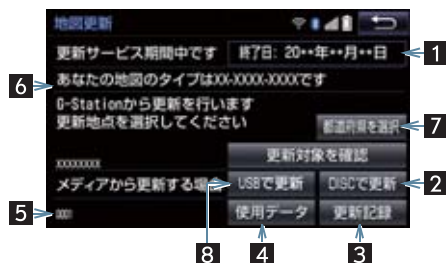 地図更新
更新サービス期間中です 終了日: 20**年**月**日 1
6 あなたの地図のタイプはXX-XXXX-XXXXです
G-Stationから更新を行います
更新地点を選択してください 都道府県を選択 7
更新対象を確認
XXXXXXXX
メディアから更新する場合 USBで更新 DISCで更新 2
5 使用データ 更新記録
8 4 3